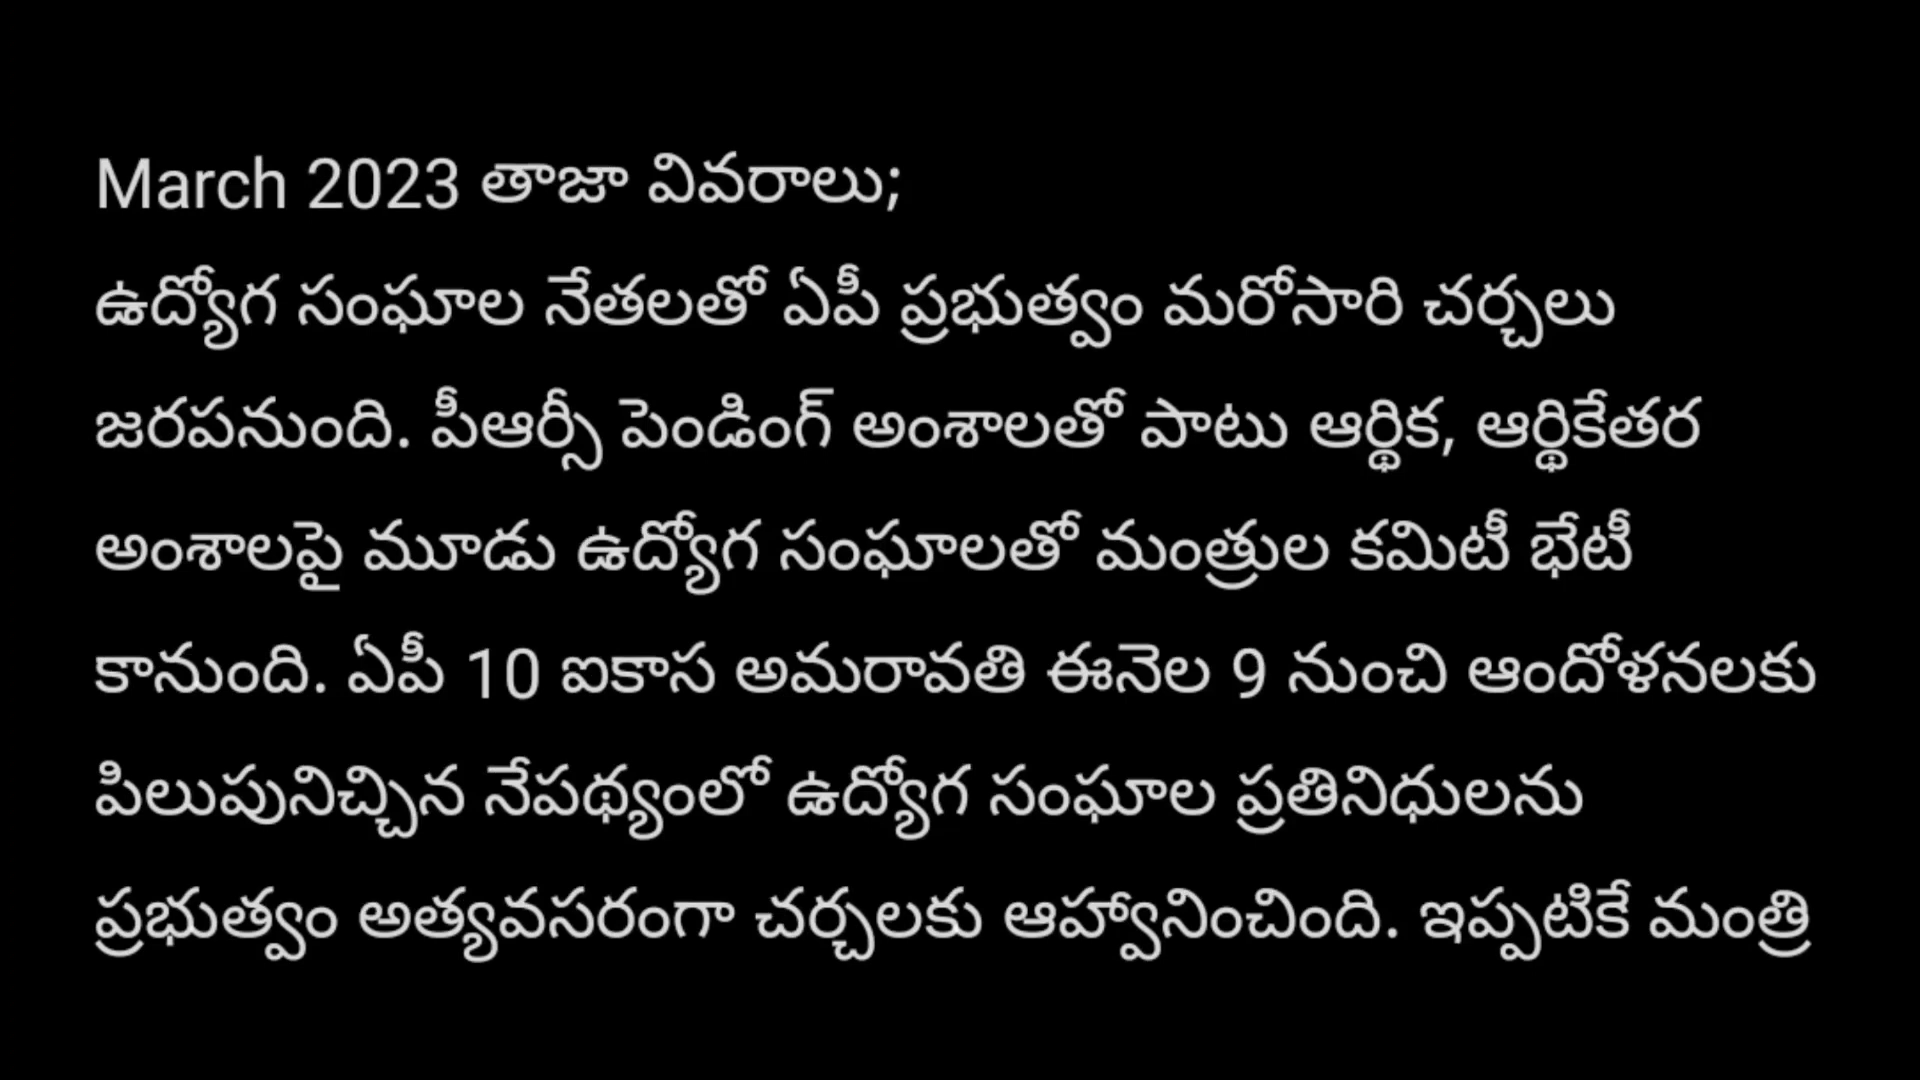 March 2023 తాజా వివరాలు;
ఉద్యోగ సంఘాల నేతలతో ఏపీ ప్రభుత్వం మరోసారి చర్చలు
జరపనుంది. పీఆర్సీ పెండింగ్ అంశాలతో పాటు ఆర్థిక, ఆర్థికేతర
అంశాలపై మూడు ఉద్యోగ సంఘాలతో మంత్రుల కమిటీ భేటీ
కానుంది. ఏపీ 10 ఐకాస అమరావతి ఈనెల 9 నుంచి ఆందోళనలకు
పిలుపునిచ్చిన నేపథ్యంలో ఉద్యోగ సంఘాల ప్రతినిధులను
ప్రభుత్వం అత్యవసరంగా చర్చలకు ఆహ్వానించింది. ఇప్పటికే మంత్రి